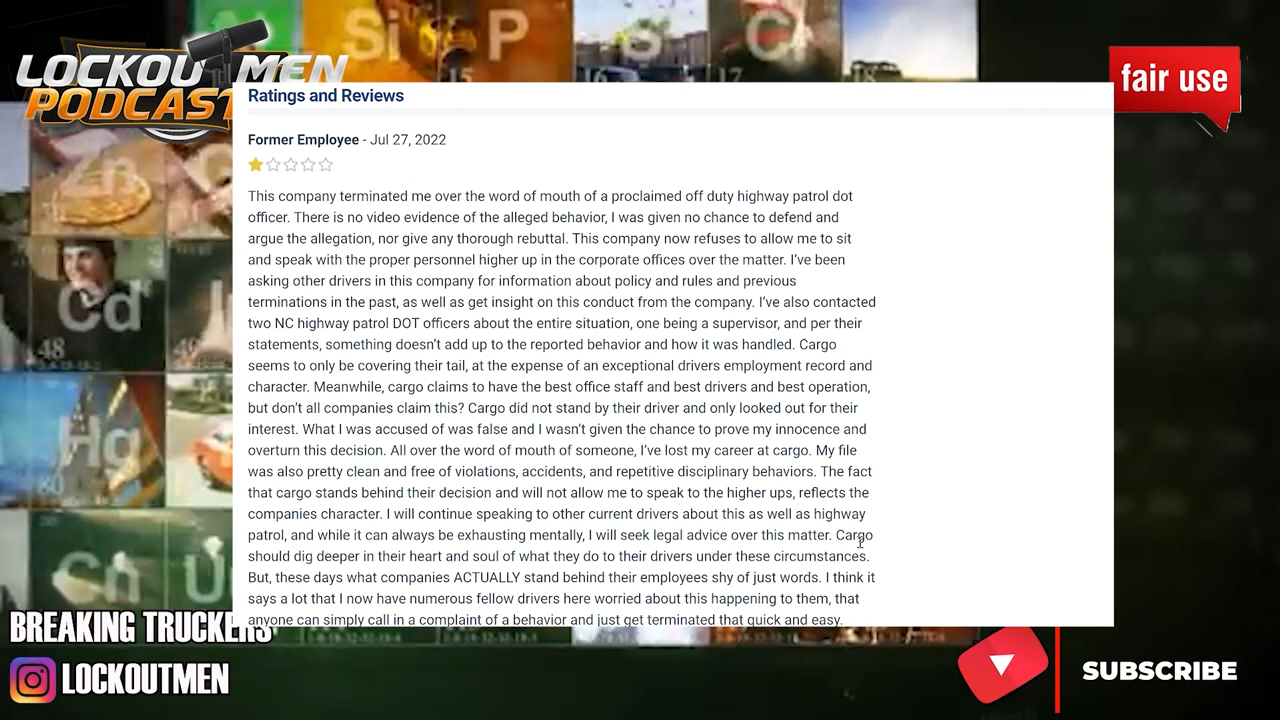 Si
P
S
Cl
15
16
17
18
LOCKOUTMEN
PODCAST
fair use
Ratings and Reviews
Former Employee - Jul 27, 2022
This company terminated me over the word of mouth of a proclaimed off duty highway patrol dot
officer. There is no video evidence of the alleged behavior, I was given no chance to defend and
argue the allegation, nor give any thorough rebuttal. This company now refuses to allow me to sit
and speak with the proper personnel higher up in the corporate offices over the matter. I've been
asking other drivers in this company for information about policy and rules and previous
terminations in the past, as well as get insight on this conduct from the company. I've also contacted
two NC highway patrol DOT officers about the entire situation, one being a supervisor, and per their
statements, something doesn't add up to the reported behavior and how it was handled. Cargo
seems to only be covering their tail, at the expense of an exceptional drivers employment record and
character. Meanwhile, cargo claims to have the best office staff and best drivers and best operation,
but don't all companies claim this? Cargo did not stand by their driver and only looked out for their
interest. What I was accused of was false and I wasn't given the chance to prove my innocence and
overturn this decision. All over the word of mouth of someone, I've lost my career at cargo. My file
was also pretty clean and free of violations, accidents, and repetitive disciplinary behaviors. The fact
that cargo stands behind their decision and will not allow me to speak to the higher ups, reflects the
companies character. I will continue speaking to other current drivers about this as well as highway
patrol, and while it can always be exhausting mentally, I will seek legal advice over this matter. Cargo
should dig deeper in their heart and soul of what they do to their drivers under these circumstances.
But, these days what companies ACTUALLY stand behind their employees shy of just words. I think it
says a lot that I now have numerous fellow drivers here worried about this happening to them, that
anyone can simply call in a complaint of a behavior and just get terminated that quick and easy.
Zn
Cd
48
Hg
Cn
BREAKING TRUCKERS
LOCKOUTMEN
SUBSCRIBE